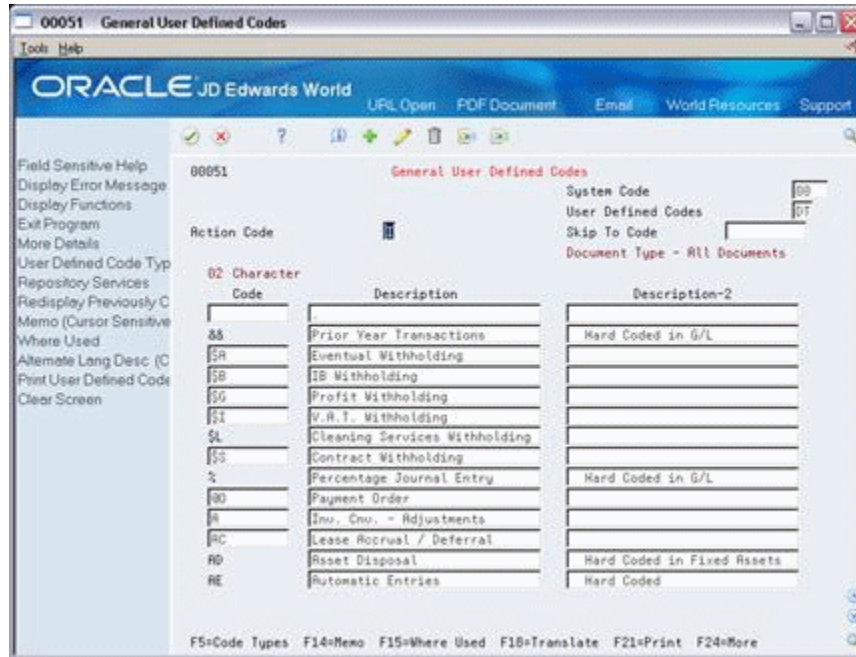 00051 General User Defined Codes
Tools Help
ORACLE JD Edwards World
URL Open PDF Document Email World Resources Support
Field Sensitive Help
Display Error Message
Display Functions
Exit Program
More Details
User Defined Code Typ
Repository Services
Redisplay Previously C
Memo (Cursor Sensitive
Where Used
Alternate Lang Desc (C
Print User Defined Code
Clear Screen
00051 General User Defined Codes
System Code 00
User Defined Codes DT
Action Code I Skip To Code
Document Type - All Documents
02 Character
Code Description Description-2
.
&& Prior Year Transactions Hard Coded in G/L
$A Eventual Withholding
$B IB Withholding
$G Profit Withholding
$I V.A.T. Withholding
$L Cleaning Services Withholding
$S Contract Withholding
% Percentage Journal Entry Hard Coded in G/L
Payment Order
A Inv. Cnv. - Adjustments
AC Lease Accrual / Deferral
AD Asset Disposal Hard Coded in Fixed Assets
AE Automatic Entries Hard Coded
F5=Code Types F14=Memo F15=Where Used F18=Translate F21=Print F24=More